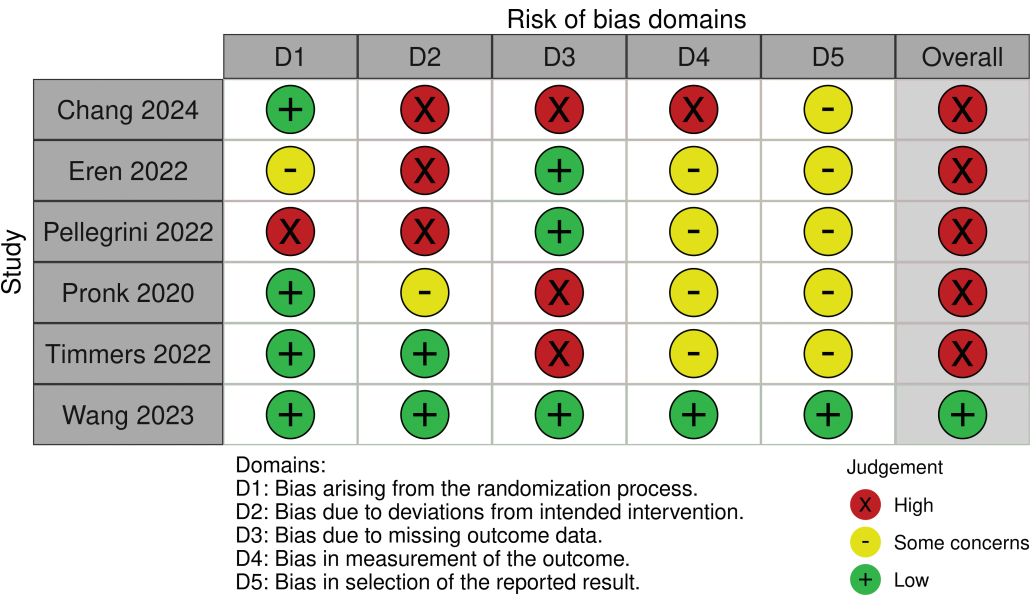 Risk of bias domains
D1 D2 D3 D4 D5 Overall
Study
Chang 2024 + X X X - X
Eren 2022 - X + - - X
Pellegrini 2022 X X + - - X
Pronk 2020 + - X - - X
Timmers 2022 + + X - - X
Wang 2023 + + + + + +
Domains:
D1: Bias arising from the randomization process.
D2: Bias due to deviations from intended intervention.
D3: Bias due to missing outcome data.
D4: Bias in measurement of the outcome.
D5: Bias in selection of the reported result.
Judgement
X High
- Some concerns
+ Low